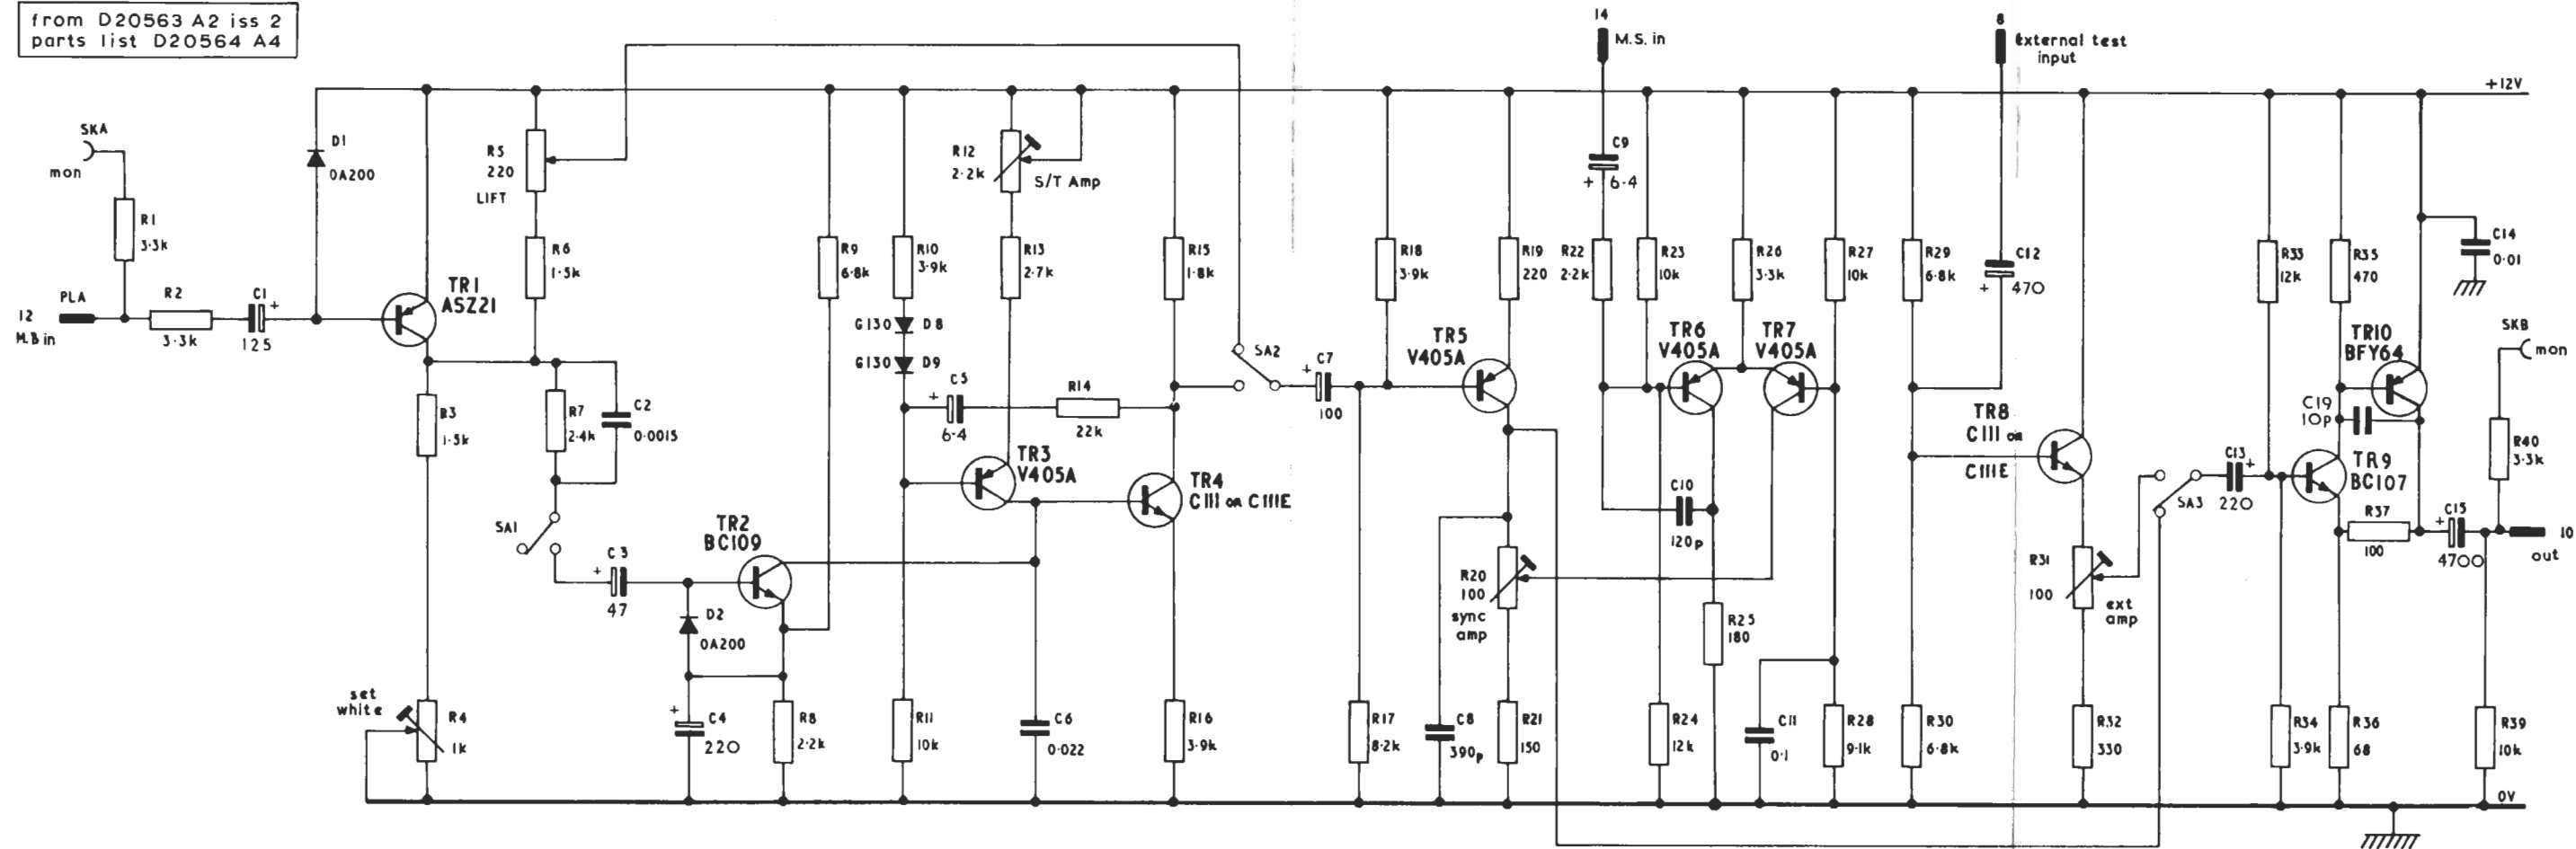 from D20563 A2 iss 2
parts list D20564 A4
SKA
mon
R1
3·3k
12
PLA
M.B in
R2
3·3k
C1
+
125
D1
0A200
TR1
ASZ21
R5
220
LIFT
R6
1·5k
R3
1·5k
R7
2·4k
C2
0·0015
SA1
set
white
R4
1k
C3
+
47
TR2
BC109
D2
0A200
+
C4
220
R8
2·2k
R9
6·8k
R10
3·9k
G130
D8
G130
D9
C5
+
6·4
R14
22k
R12
2·2k
S/T Amp
R13
2·7k
TR3
V405A
R11
10k
C6
0·022
R15
1·8k
TR4
C111 or C111E
R16
3·9k
SA2
C7
+
100
R18
3·9k
R17
8·2k
TR5
V405A
R19
220
R20
100
sync
amp
C8
390p
R21
150
14
M.S. in
C9
+ 6·4
R22
2·2k
R23
10k
TR6
V405A
R26
3·3k
TR7
V405A
R27
10k
C10
120p
R25
180
R24
12k
C11
0·1
R28
9·1k
8
External test
input
R29
6·8k
C12
+ 470
TR8
C111 or
C111E
R30
6·8k
R31
100
ext
amp
R32
330
SA3
C13
+
220
R33
12k
R34
3·9k
R35
470
TR10
BFY64
C19
10p
TR9
BC107
R37
100
R36
68
+12V
C14
0·01
SKB
mon
R40
3·3k
C15
+
4700
10
out
R39
10k
0V